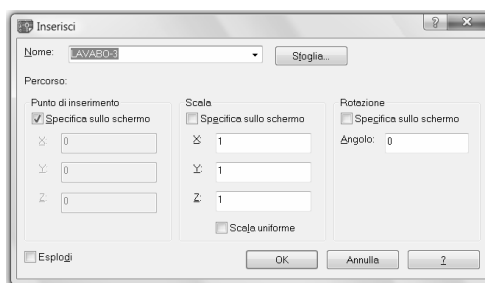 Inserisci
Nome: LAVABO-3 Sfoglia...
Percorso:
Punto di inserimento
Specifica sullo schermo
X: 0
Y: 0
Z: 0
Scala
Specifica sullo schermo
X: 1
Y: 1
Z: 1
Scala uniforme
Rotazione
Specifica sullo schermo
Angolo: 0
Esplodi
OK Annulla ?